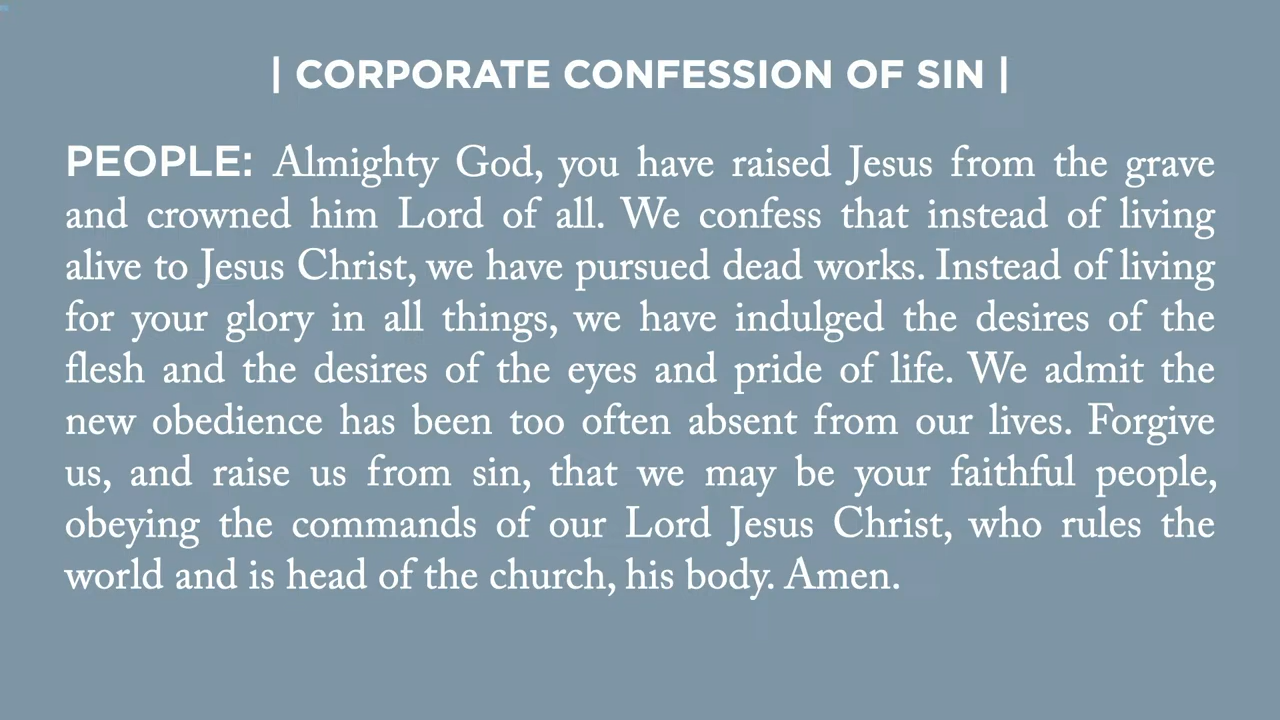 | CORPORATE CONFESSION OF SIN |
PEOPLE: Almighty God, you have raised Jesus from the grave
and crowned him Lord of all. We confess that instead of living
alive to Jesus Christ, we have pursued dead works. Instead of living
for your glory in all things, we have indulged the desires of the
flesh and the desires of the eyes and pride of life. We admit the
new obedience has been too often absent from our lives. Forgive
us, and raise us from sin, that we may be your faithful people,
obeying the commands of our Lord Jesus Christ, who rules the
world and is head of the church, his body. Amen.